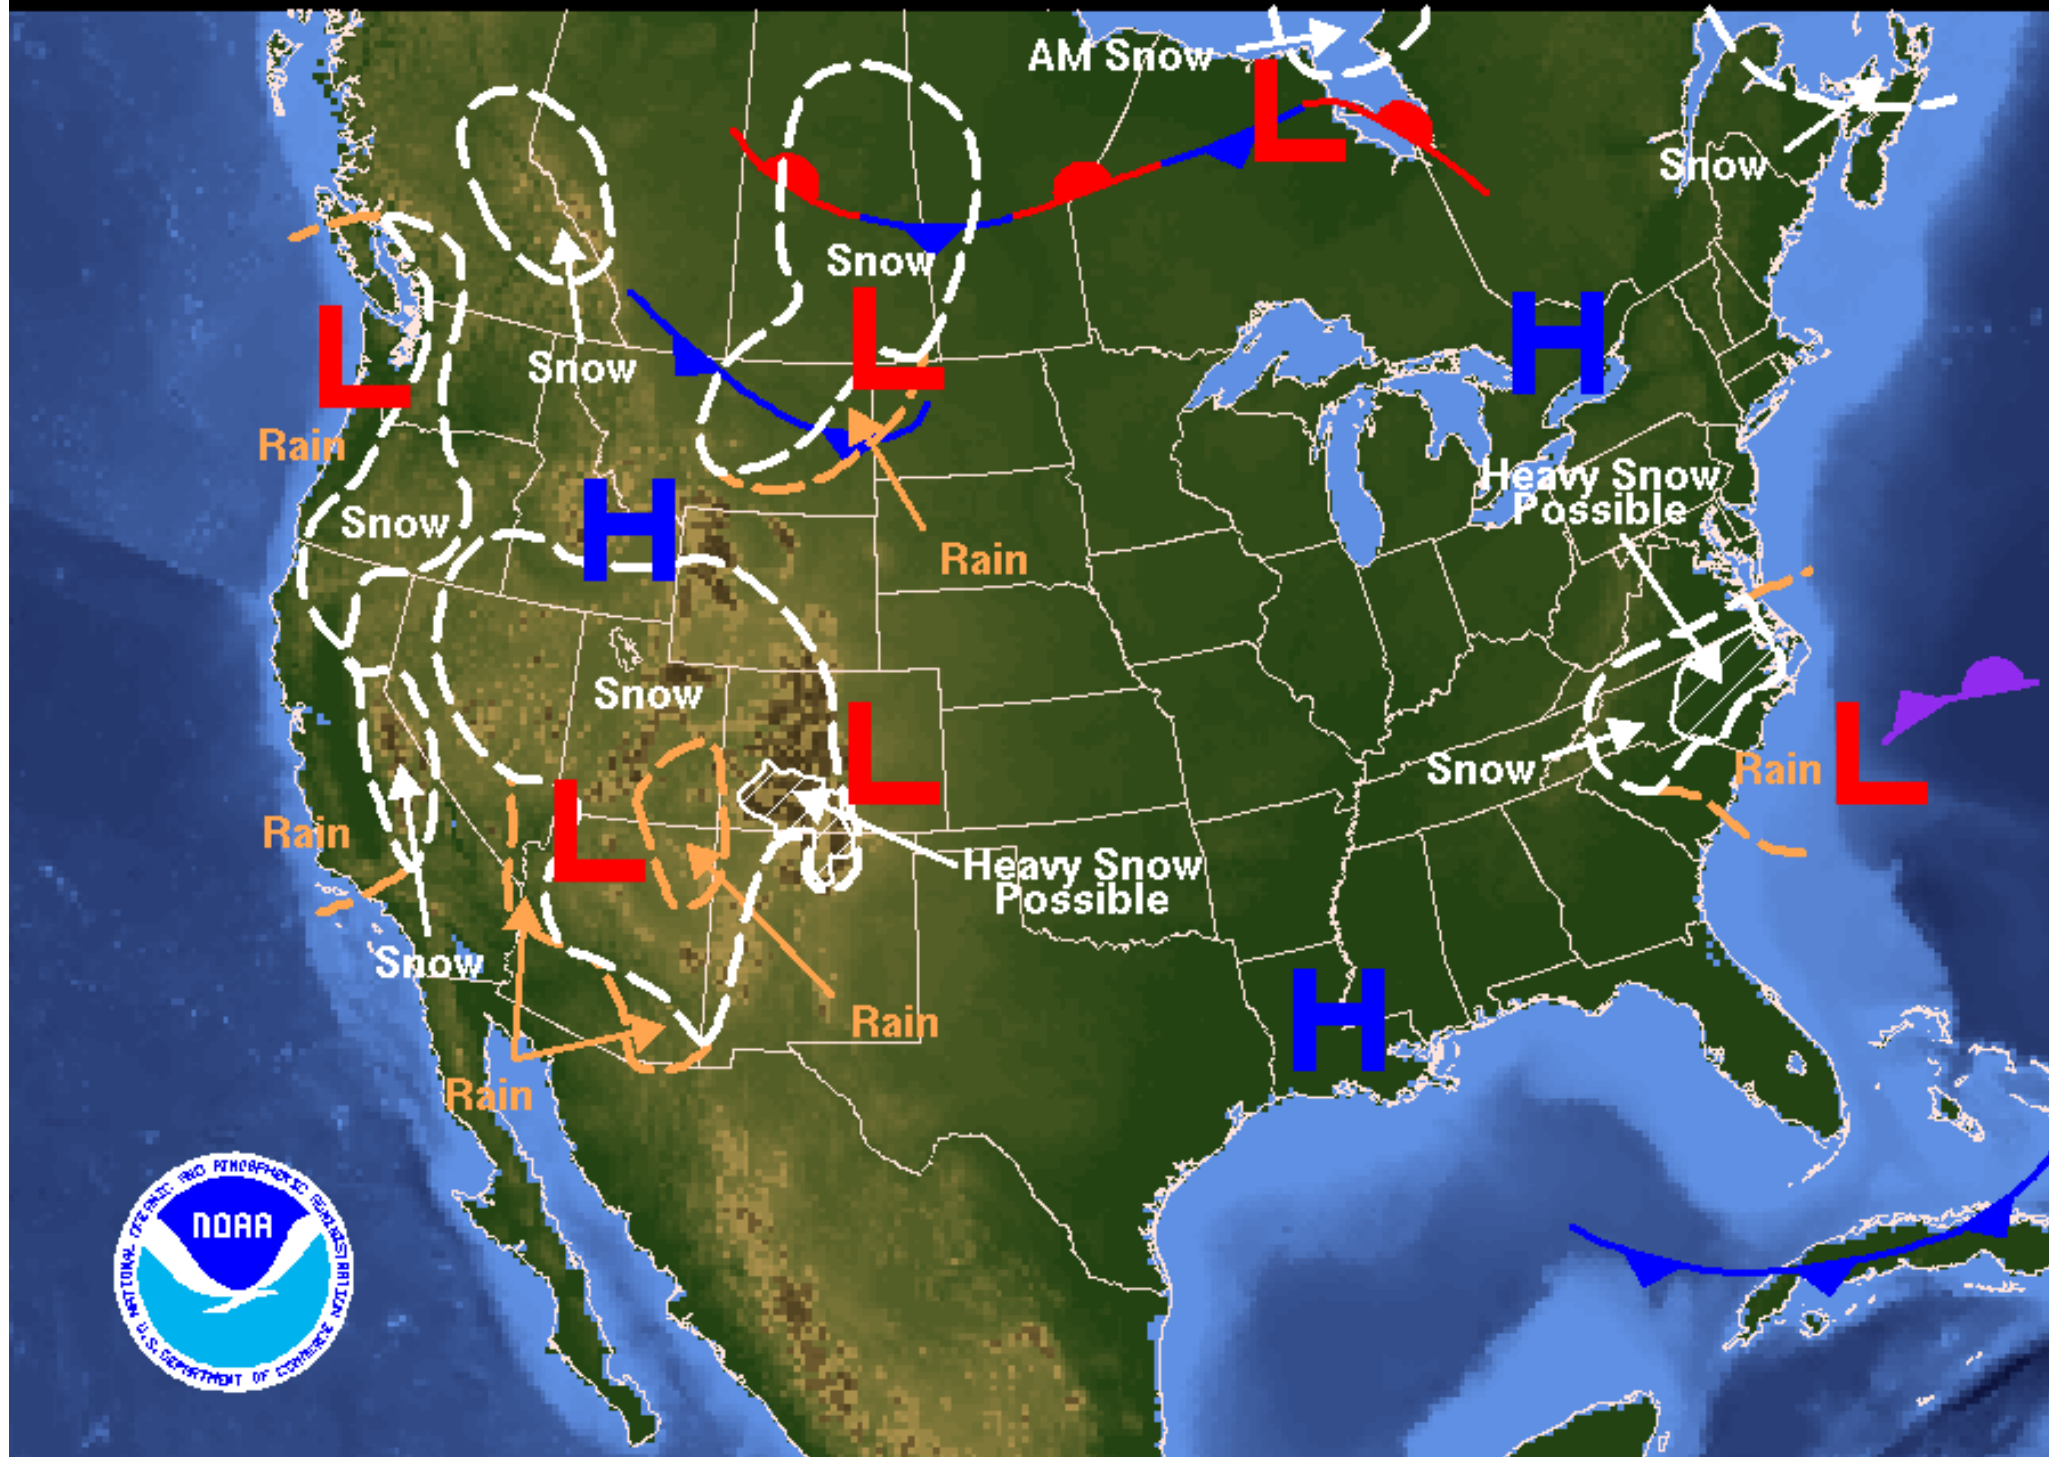 AM Snow
L
Snow
Snow
L
L
H
Snow
Rain
Heavy Snow
Possible
H
Snow
Rain
Snow
L
L
Snow
Rain
L
Rain
Heavy Snow
Possible
Snow
H
Rain
Rain
NATIONAL OCEANIC AND ATMOSPHERIC ADMINISTRATION
NOAA
U.S. DEPARTMENT OF COMMERCE